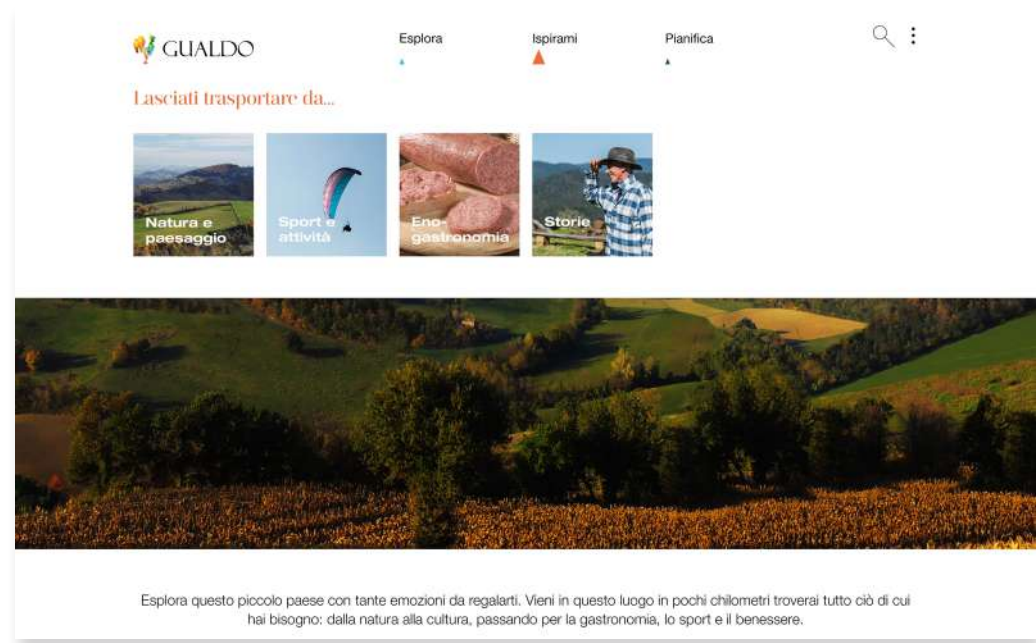 GUALDO
Esplora
Ispirami
Pianifica
Lasciati trasportare da...
Natura e
paesaggio
Sport e
attività
Eno-
gastronomia
Storie
Esplora questo piccolo paese con tante emozioni da regalarti. Vieni in questo luogo in pochi chilometri troverai tutto ciò di cui
hai bisogno: dalla natura alla cultura, passando per la gastronomia, lo sport e il benessere.